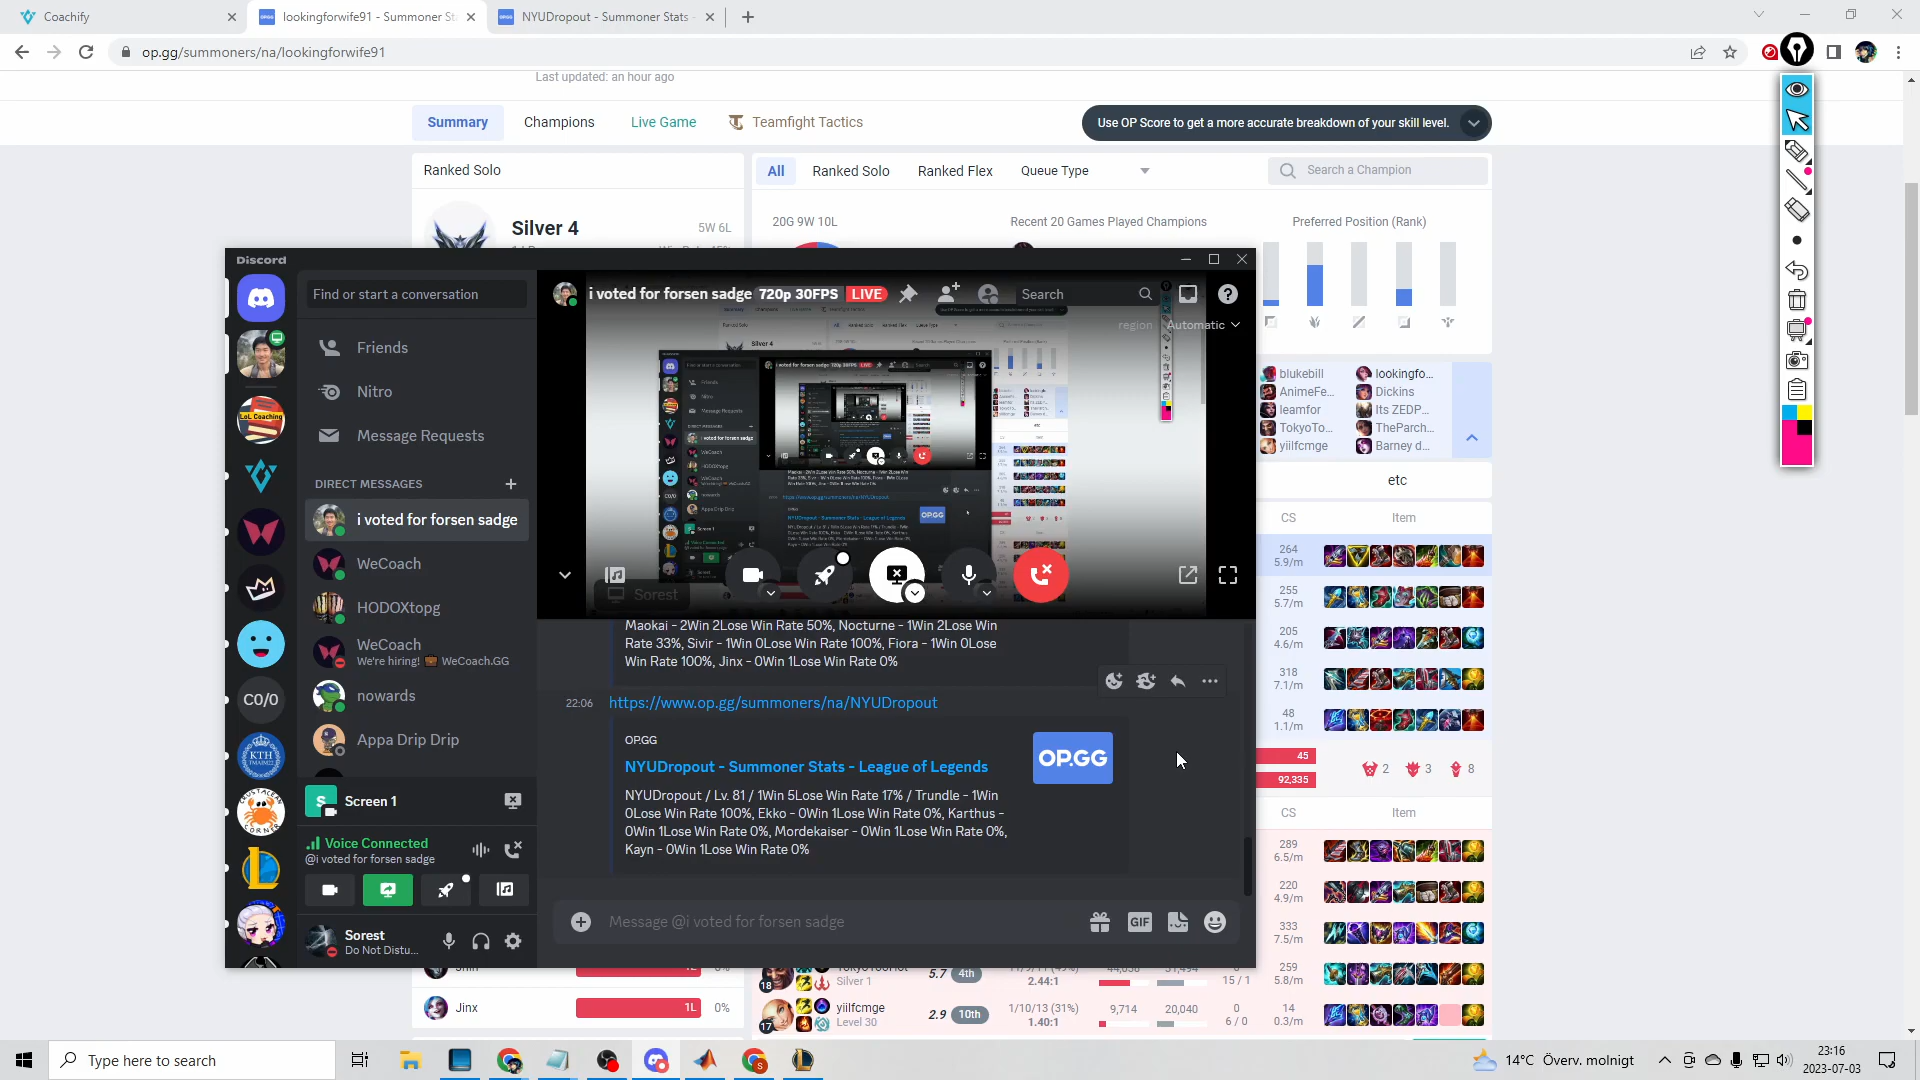 Coachify
lookingforwife91 - Summoner St
NYUDropout - Summoner Stats -
op.gg/summoners/na/lookingforwife91
Last updated: an hour ago
Summary
Champions
Live Game
Teamfight Tactics
Use OP Score to get a more accurate breakdown of your skill level.
Ranked Solo
All
Ranked Solo
Ranked Flex
Queue Type
Search a Champion
Silver 4
5W 6L
20G 9W 10L
Recent 20 Games Played Champions
Preferred Position (Rank)
Discord
Find or start a conversation
i voted for forsen sadge
720p 30FPS
LIVE
Search
region
Automatic
Friends
Nitro
Message Requests
DIRECT MESSAGES
i voted for forsen sadge
WeCoach
HODOXtopg
WeCoach
We're hiring! WeCoach.GG
nowards
Appa Drip Drip
LoL Coaching
CO/0
KTH
Screen 1
Voice Connected
@i voted for forsen sadge
Sorest
Do Not Distu...
Sorest
Maokai - 2Win 2Lose Win Rate 50%, Nocturne - 1Win 2Lose Win
Rate 33%, Sivir - 1Win 0Lose Win Rate 100%, Fiora - 1Win 0Lose
Win Rate 100%, Jinx - 0Win 1Lose Win Rate 0%
22:06
https://www.op.gg/summoners/na/NYUDropout
OP.GG
NYUDropout - Summoner Stats - League of Legends
NYUDropout / Lv. 81 / 1Win 5Lose Win Rate 17% / Trundle - 1Win
0Lose Win Rate 100%, Ekko - 0Win 1Lose Win Rate 0%, Karthus -
0Win 1Lose Win Rate 0%, Mordekaiser - 0Win 1Lose Win Rate 0%,
Kayn - 0Win 1Lose Win Rate 0%
OP.GG
Message @i voted for forsen sadge
GIF
blukebill
lookingfo...
AnimeFe...
Dickins
leamfor
Its ZEDP...
TokyoTo...
TheParch...
yiilfcmge
Barney d...
etc
CS
Item
264
5.9/m
255
5.7/m
205
4.6/m
318
7.1/m
48
1.1/m
45
92,335
2
3
8
CS
Item
289
6.5/m
220
4.9/m
333
7.5/m
259
5.8/m
14
0.3/m
Jinx
1L
0%
18
Silver 1
5.7
4th
2.44:1
15 / 1
17
yiilfcmge
Level 30
2.9
10th
1/10/13 (31%)
1.40:1
9,714
20,040
0
6 / 0
Type here to search
14°C Överv. molnigt
23:16
2023-07-03